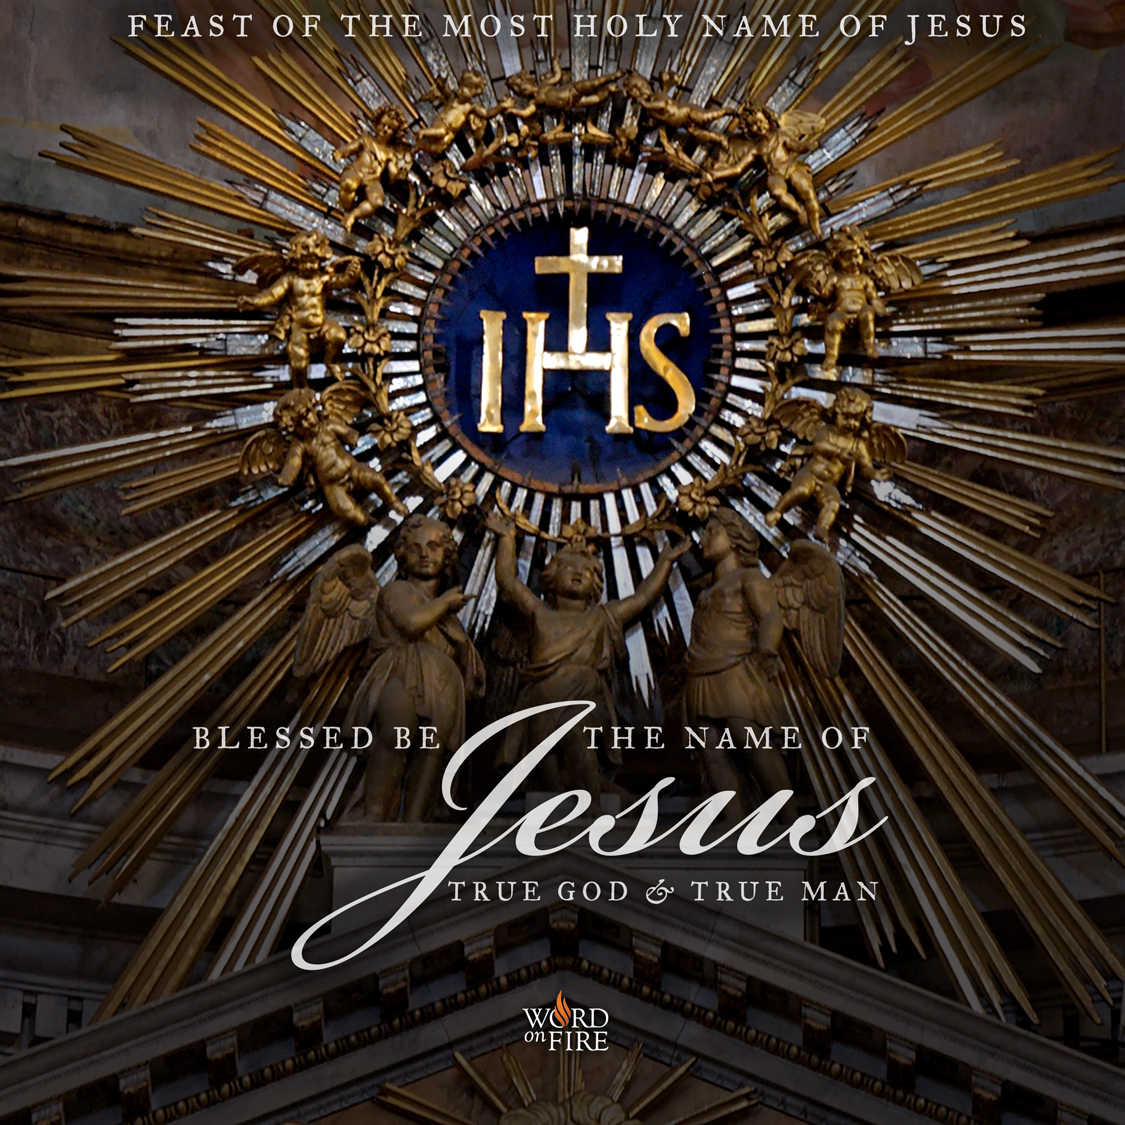 FEAST OF THE MOST HOLY NAME OF JESUS
IHS
BLESSED BE THE NAME OF
Jesus
TRUE GOD & TRUE MAN
WORD
on FIRE